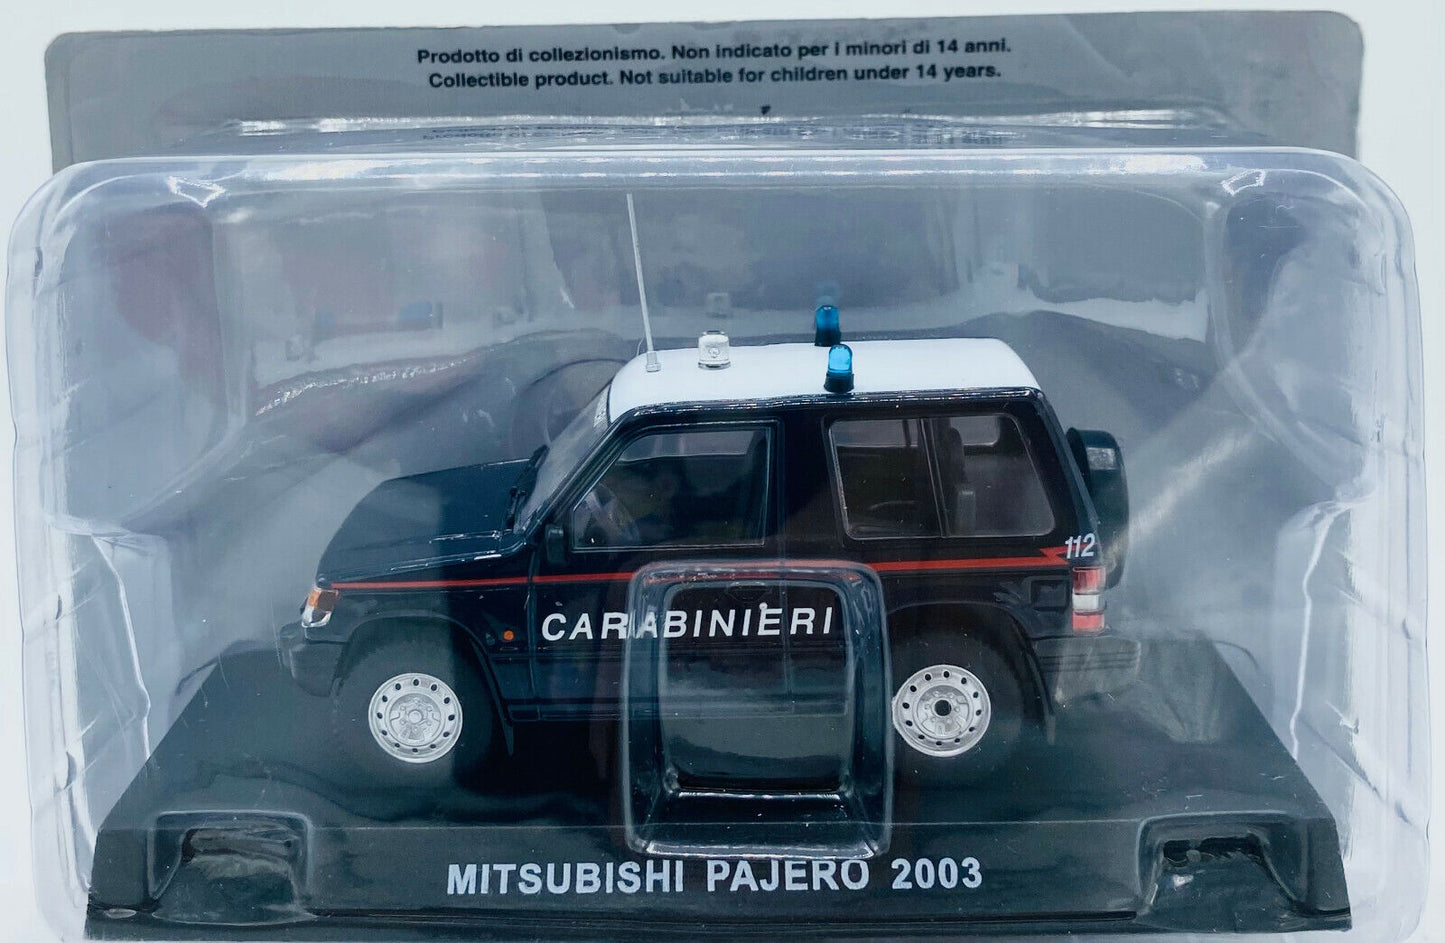 Prodotto di collezionismo. Non indicato per i minori di 14 anni.
Collectible product. Not suitable for children under 14 years.
112
CARABINIERI
MITSUBISHI PAJERO 2003